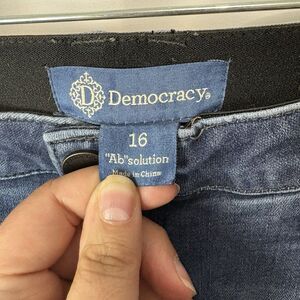 D Democracy®
16
"Ab"solution
Made in China